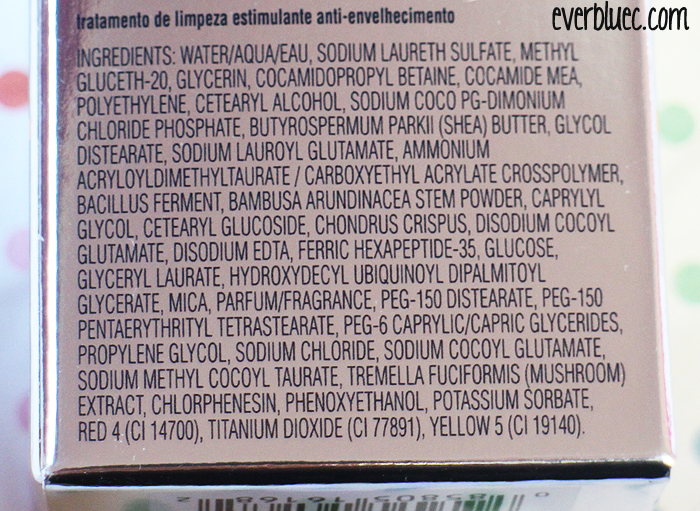 everbluec.com
tratamento de limpeza estimulante anti-envelhecimento
INGREDIENTS: WATER/AQUA/EAU, SODIUM LAURETH SULFATE, METHYL
GLUCETH-20, GLYCERIN, COCAMIDOPROPYL BETAINE, COCAMIDE MEA,
POLYETHYLENE, CETEARYL ALCOHOL, SODIUM COCO PG-DIMONIUM
CHLORIDE PHOSPHATE, BUTYROSPERMUM PARKII (SHEA) BUTTER, GLYCOL
DISTEARATE, SODIUM LAUROYL GLUTAMATE, AMMONIUM
ACRYLOYLDIMETHYLTAURATE / CARBOXYETHYL ACRYLATE CROSSPOLYMER,
BACILLUS FERMENT, BAMBUSA ARUNDINACEA STEM POWDER, CAPRYLYL
GLYCOL, CETEARYL GLUCOSIDE, CHONDRUS CRISPUS, DISODIUM COCOYL
GLUTAMATE, DISODIUM EDTA, FERRIC HEXAPEPTIDE-35, GLUCOSE,
GLYCERYL LAURATE, HYDROXYDECYL UBIQUINOYL DIPALMITOYL
GLYCERATE, MICA, PARFUM/FRAGRANCE, PEG-150 DISTEARATE, PEG-150
PENTAERYTHRITYL TETRASTEARATE, PEG-6 CAPRYLIC/CAPRIC GLYCERIDES,
PROPYLENE GLYCOL, SODIUM CHLORIDE, SODIUM COCOYL GLUTAMATE,
SODIUM METHYL COCOYL TAURATE, TREMELLA FUCIFORMIS (MUSHROOM)
EXTRACT, CHLORPHENESIN, PHENOXYETHANOL, POTASSIUM SORBATE,
RED 4 (CI 14700), TITANIUM DIOXIDE (CI 77891), YELLOW 5 (CI 19140).